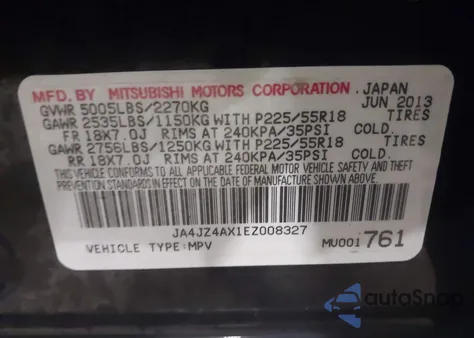 MFD. BY MITSUBISHI MOTORS CORPORATION JAPAN
GVWR 5005LBS/2270KG JUN 2013
GAWR 2535LBS/1150KG WITH P225/55R18 TIRES
FR 18X7.0J RIMS AT 240KPA/35PSI COLD.
GAWR 2756LBS/1250KG WITH P225/55R18 TIRES
RR 18X7.0J RIMS AT 240KPA/35PSI COLD.
THIS VEHICLE CONFORMS TO ALL APPLICABLE FEDERAL MOTOR VEHICLE SAFETY
BUMPER, AND THEFT PREVENTION STANDARDS IN EFFECT ON THE DATE OF
MANUFACTURE SHOWN ABOVE.
JA4JZ4AX1EZ008327
VEHICLE TYPE:MPV MU001761
autoSnap